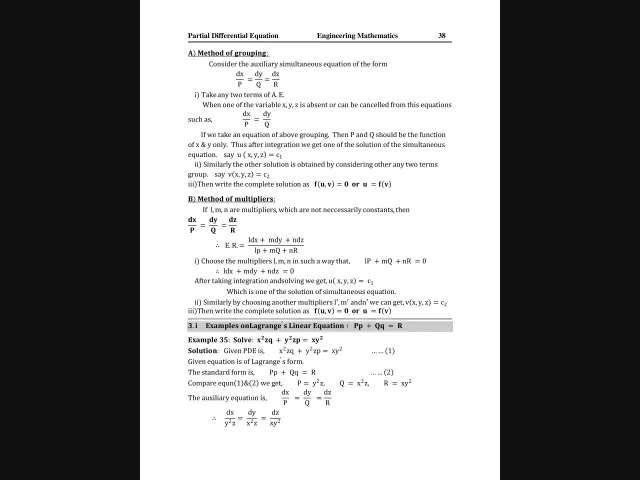 Partial Differential Equation Engineering Mathematics 38
A) Method of grouping:
Consider the auxiliary simultaneous equation of the form
dx/P = dy/Q = dz/R
i) Take any two terms of A. E.
When one of the variable x, y, z is absent or can be cancelled from this equations
such as, dx/P = dy/Q
If we take an equation of above grouping. Then P and Q should be the function
of x & y only. Thus after integration we get one of the solution of the simultaneous
equation. say u ( x, y, z) = c₁
ii) Similarly the other solution is obtained by considering other any two terms
group. say v(x, y, z) = c₂
iii)Then write the complete solution as f(u, v) = 0 or u = f(v)
B) Method of multipliers:
If l, m, n are multipliers, which are not neccessarily constants, then
dx/P = dy/Q = dz/R
∴ E. R. = ldx + mdy + ndz / lp + mQ + nR
i) Choose the multipliers l, m, n in such a way that, lP + mQ + nR = 0
∴ ldx + mdy + ndz = 0
After taking integration andsolving we get, u( x, y, z) = c₁
Which is one of the solution of simultaneous equation.
ii) Similarly by choosing another multipliers l′, m′ andn′ we can get, v(x, y, z) = c₂
iii)Then write the complete solution as f(u, v) = 0 or u = f(v)
3. i Examples onLagrange′s Linear Equation : Pp + Qq = R
Example 35: Solve: x²zq + y²zp = xy²
Solution: Given PDE is, x²zq + y²zp = xy² … … (1)
Given equation is of Lagrange′s form.
The standard form is, Pp + Qq = R … … (2)
Compare equn(1)&(2) we get, P = y²z, Q = x²z, R = xy²
The auxiliary equation is, dx/P = dy/Q = dz/R
∴ dx/y²z = dy/x²z = dz/xy²